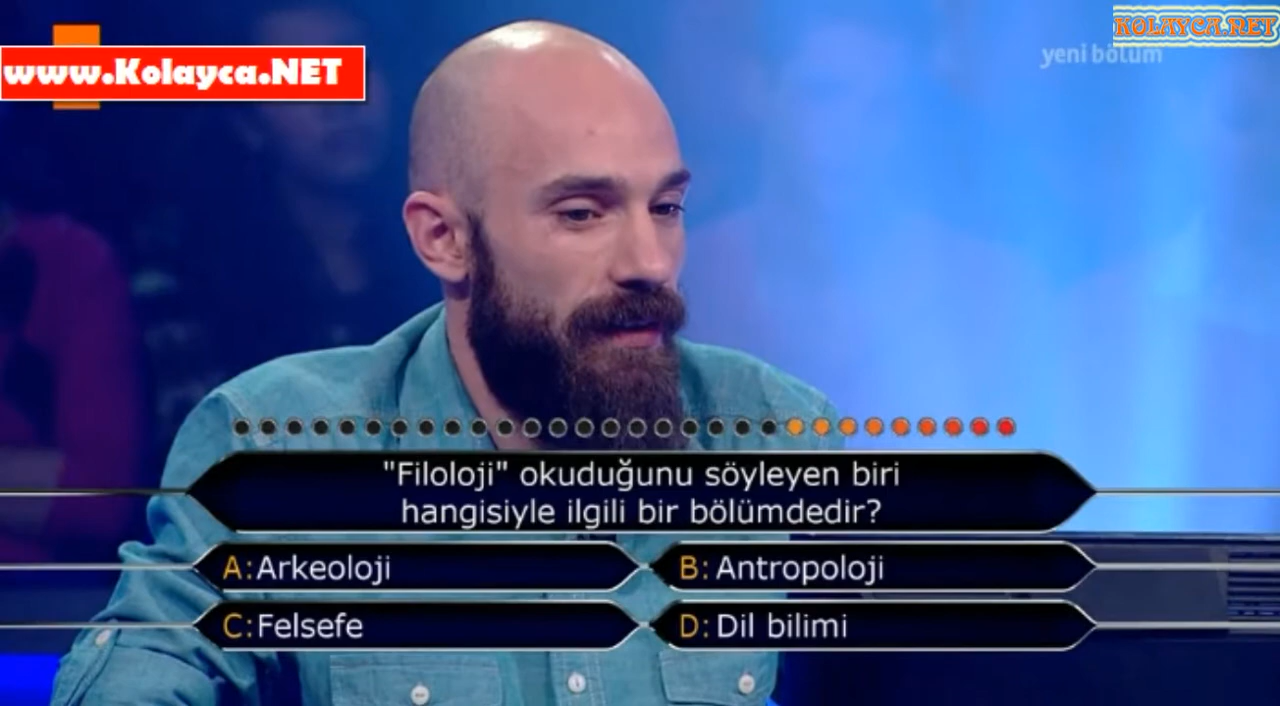 www.Kolayca.NET
KOLAYCA.NET
yeni bölüm
"Filoloji" okuduğunu söyleyen biri
hangisiyle ilgili bir bölümdedir?
A: Arkeoloji
B: Antropoloji
C: Felsefe
D: Dil bilimi